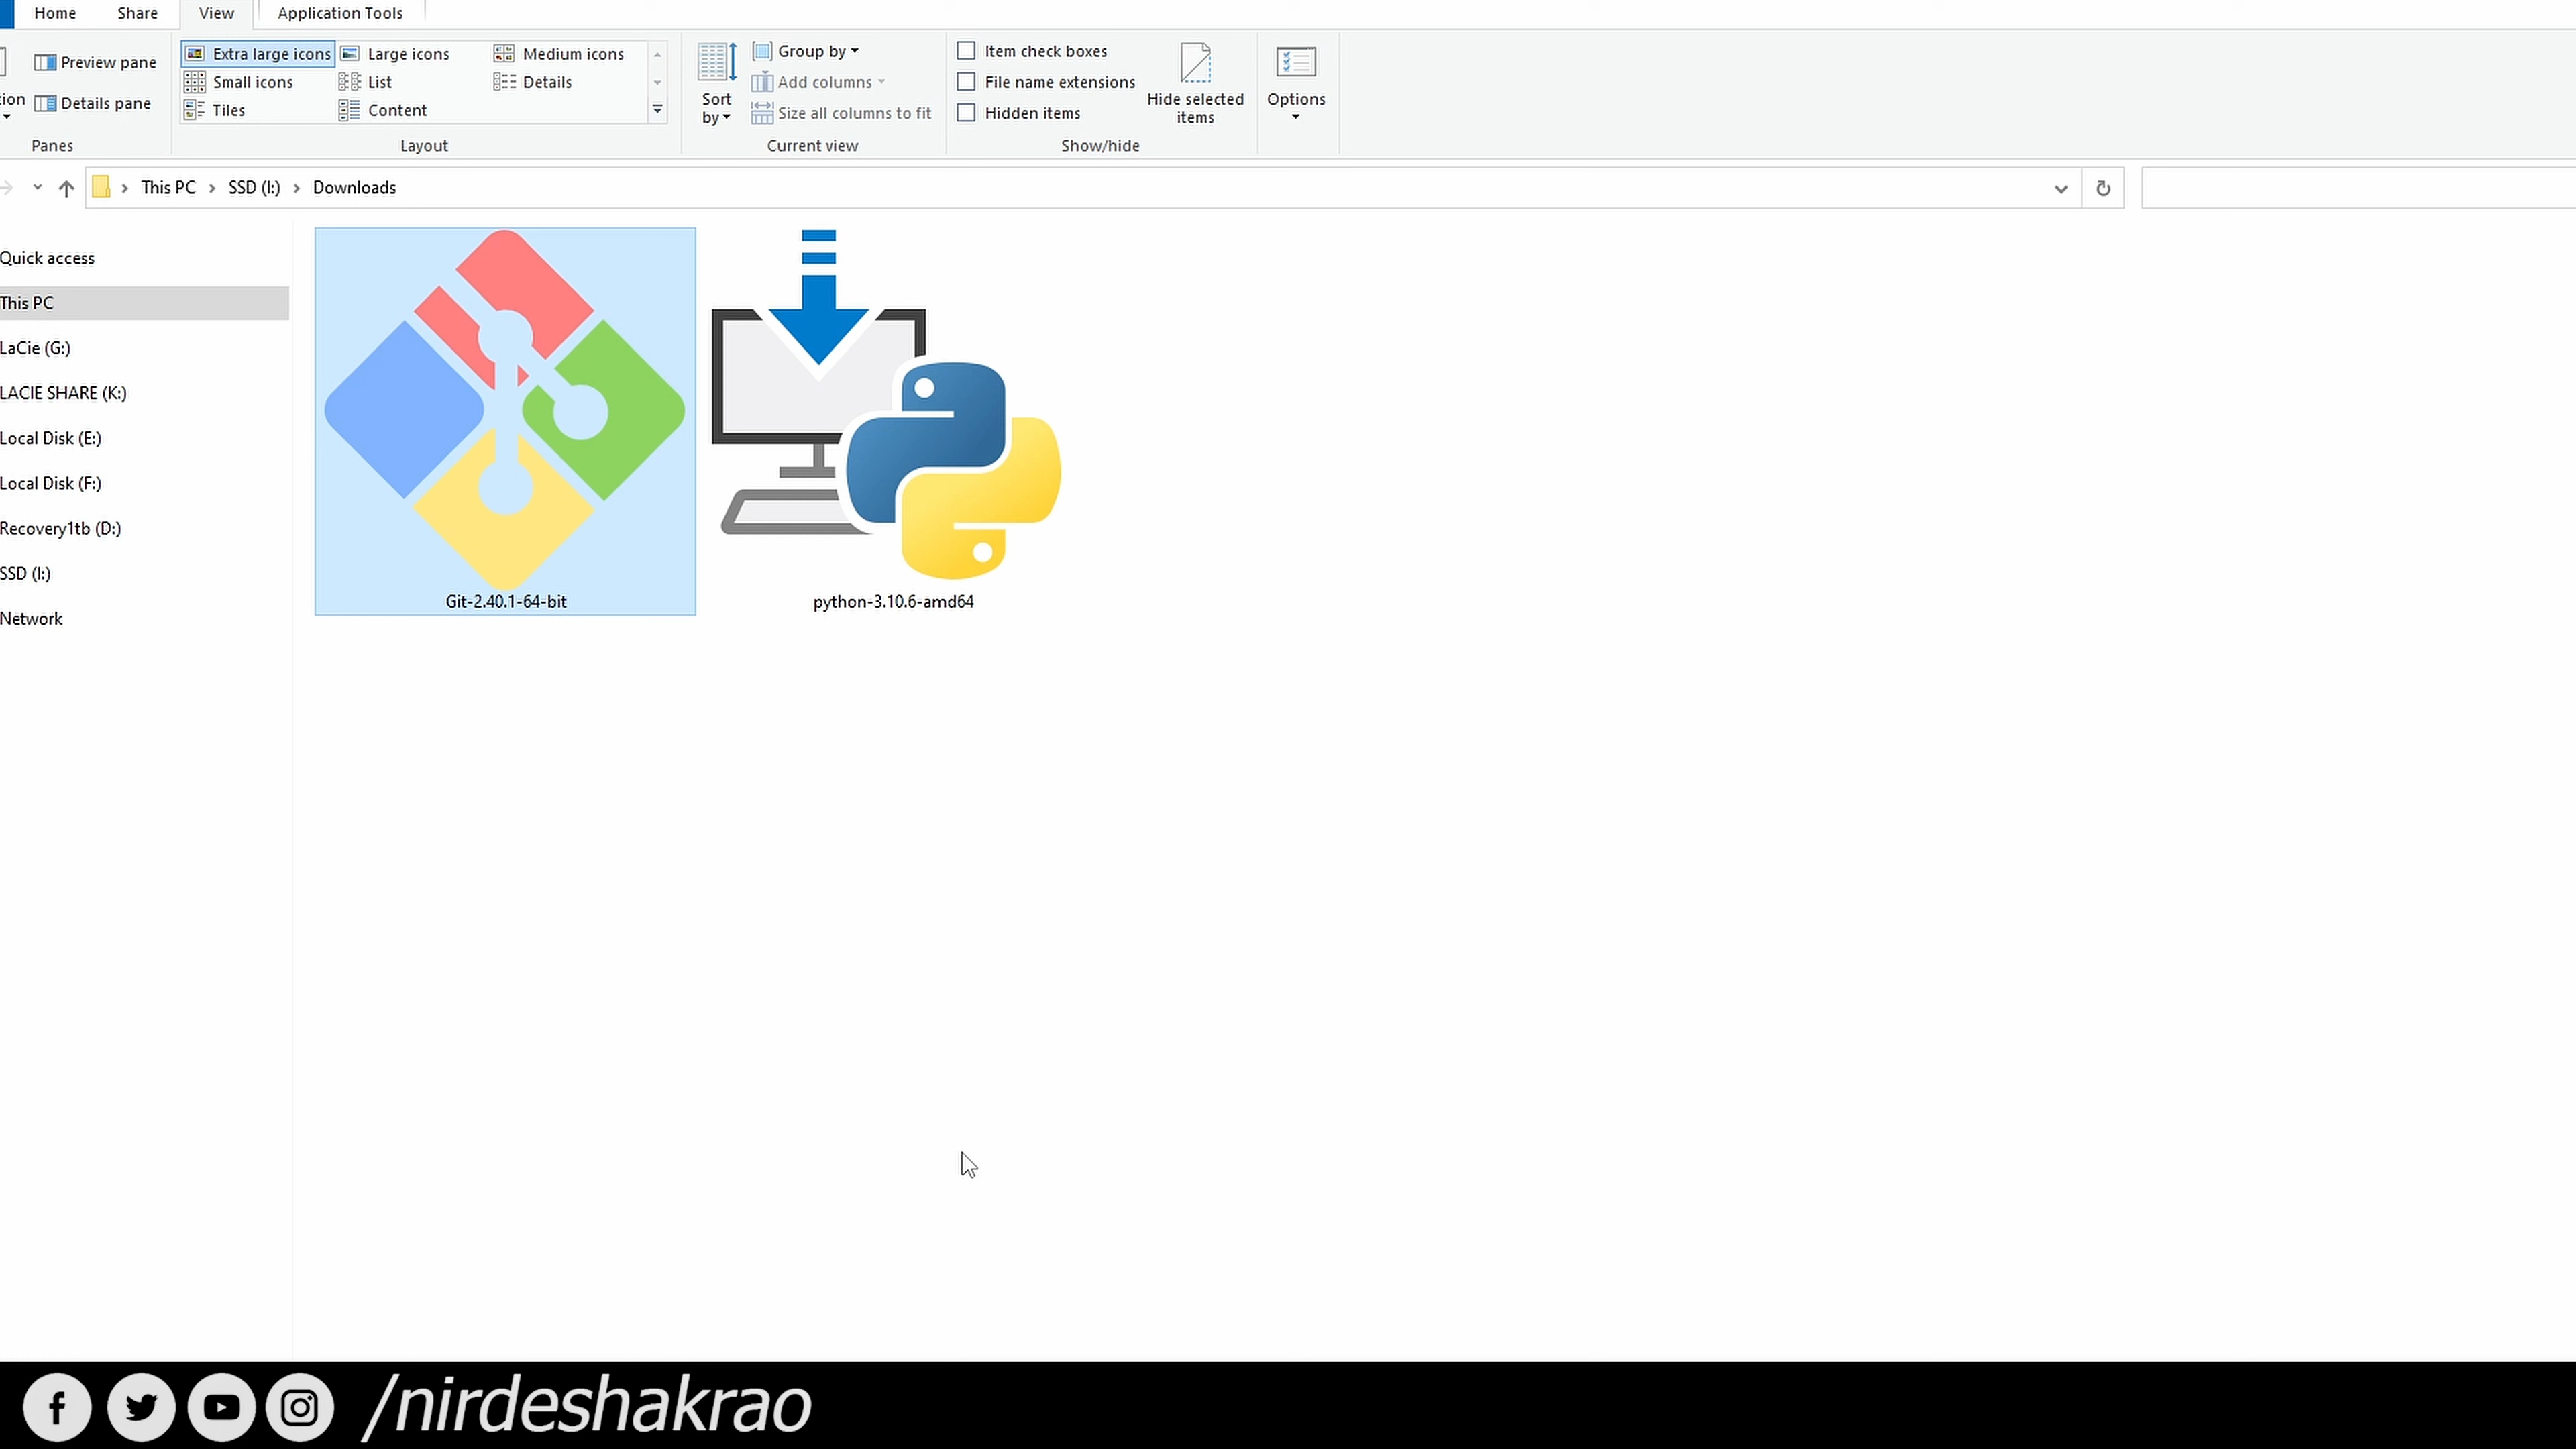 Home Share View Application Tools
Preview pane
Details pane
Panes
Extra large icons Large icons Medium icons
Small icons List Details
Tiles Content
Layout
Sort by
Group by
Add columns
Size all columns to fit
Current view
Item check boxes
File name extensions
Hidden items
Hide selected items
Show/hide
Options
This PC SSD (I:) Downloads
Quick access
This PC
LaCie (G:)
LACIE SHARE (K:)
Local Disk (E:)
Local Disk (F:)
Recovery1tb (D:)
SSD (I:)
Network
Git-2.40.1-64-bit
python-3.10.6-amd64
/nirdeshakrao